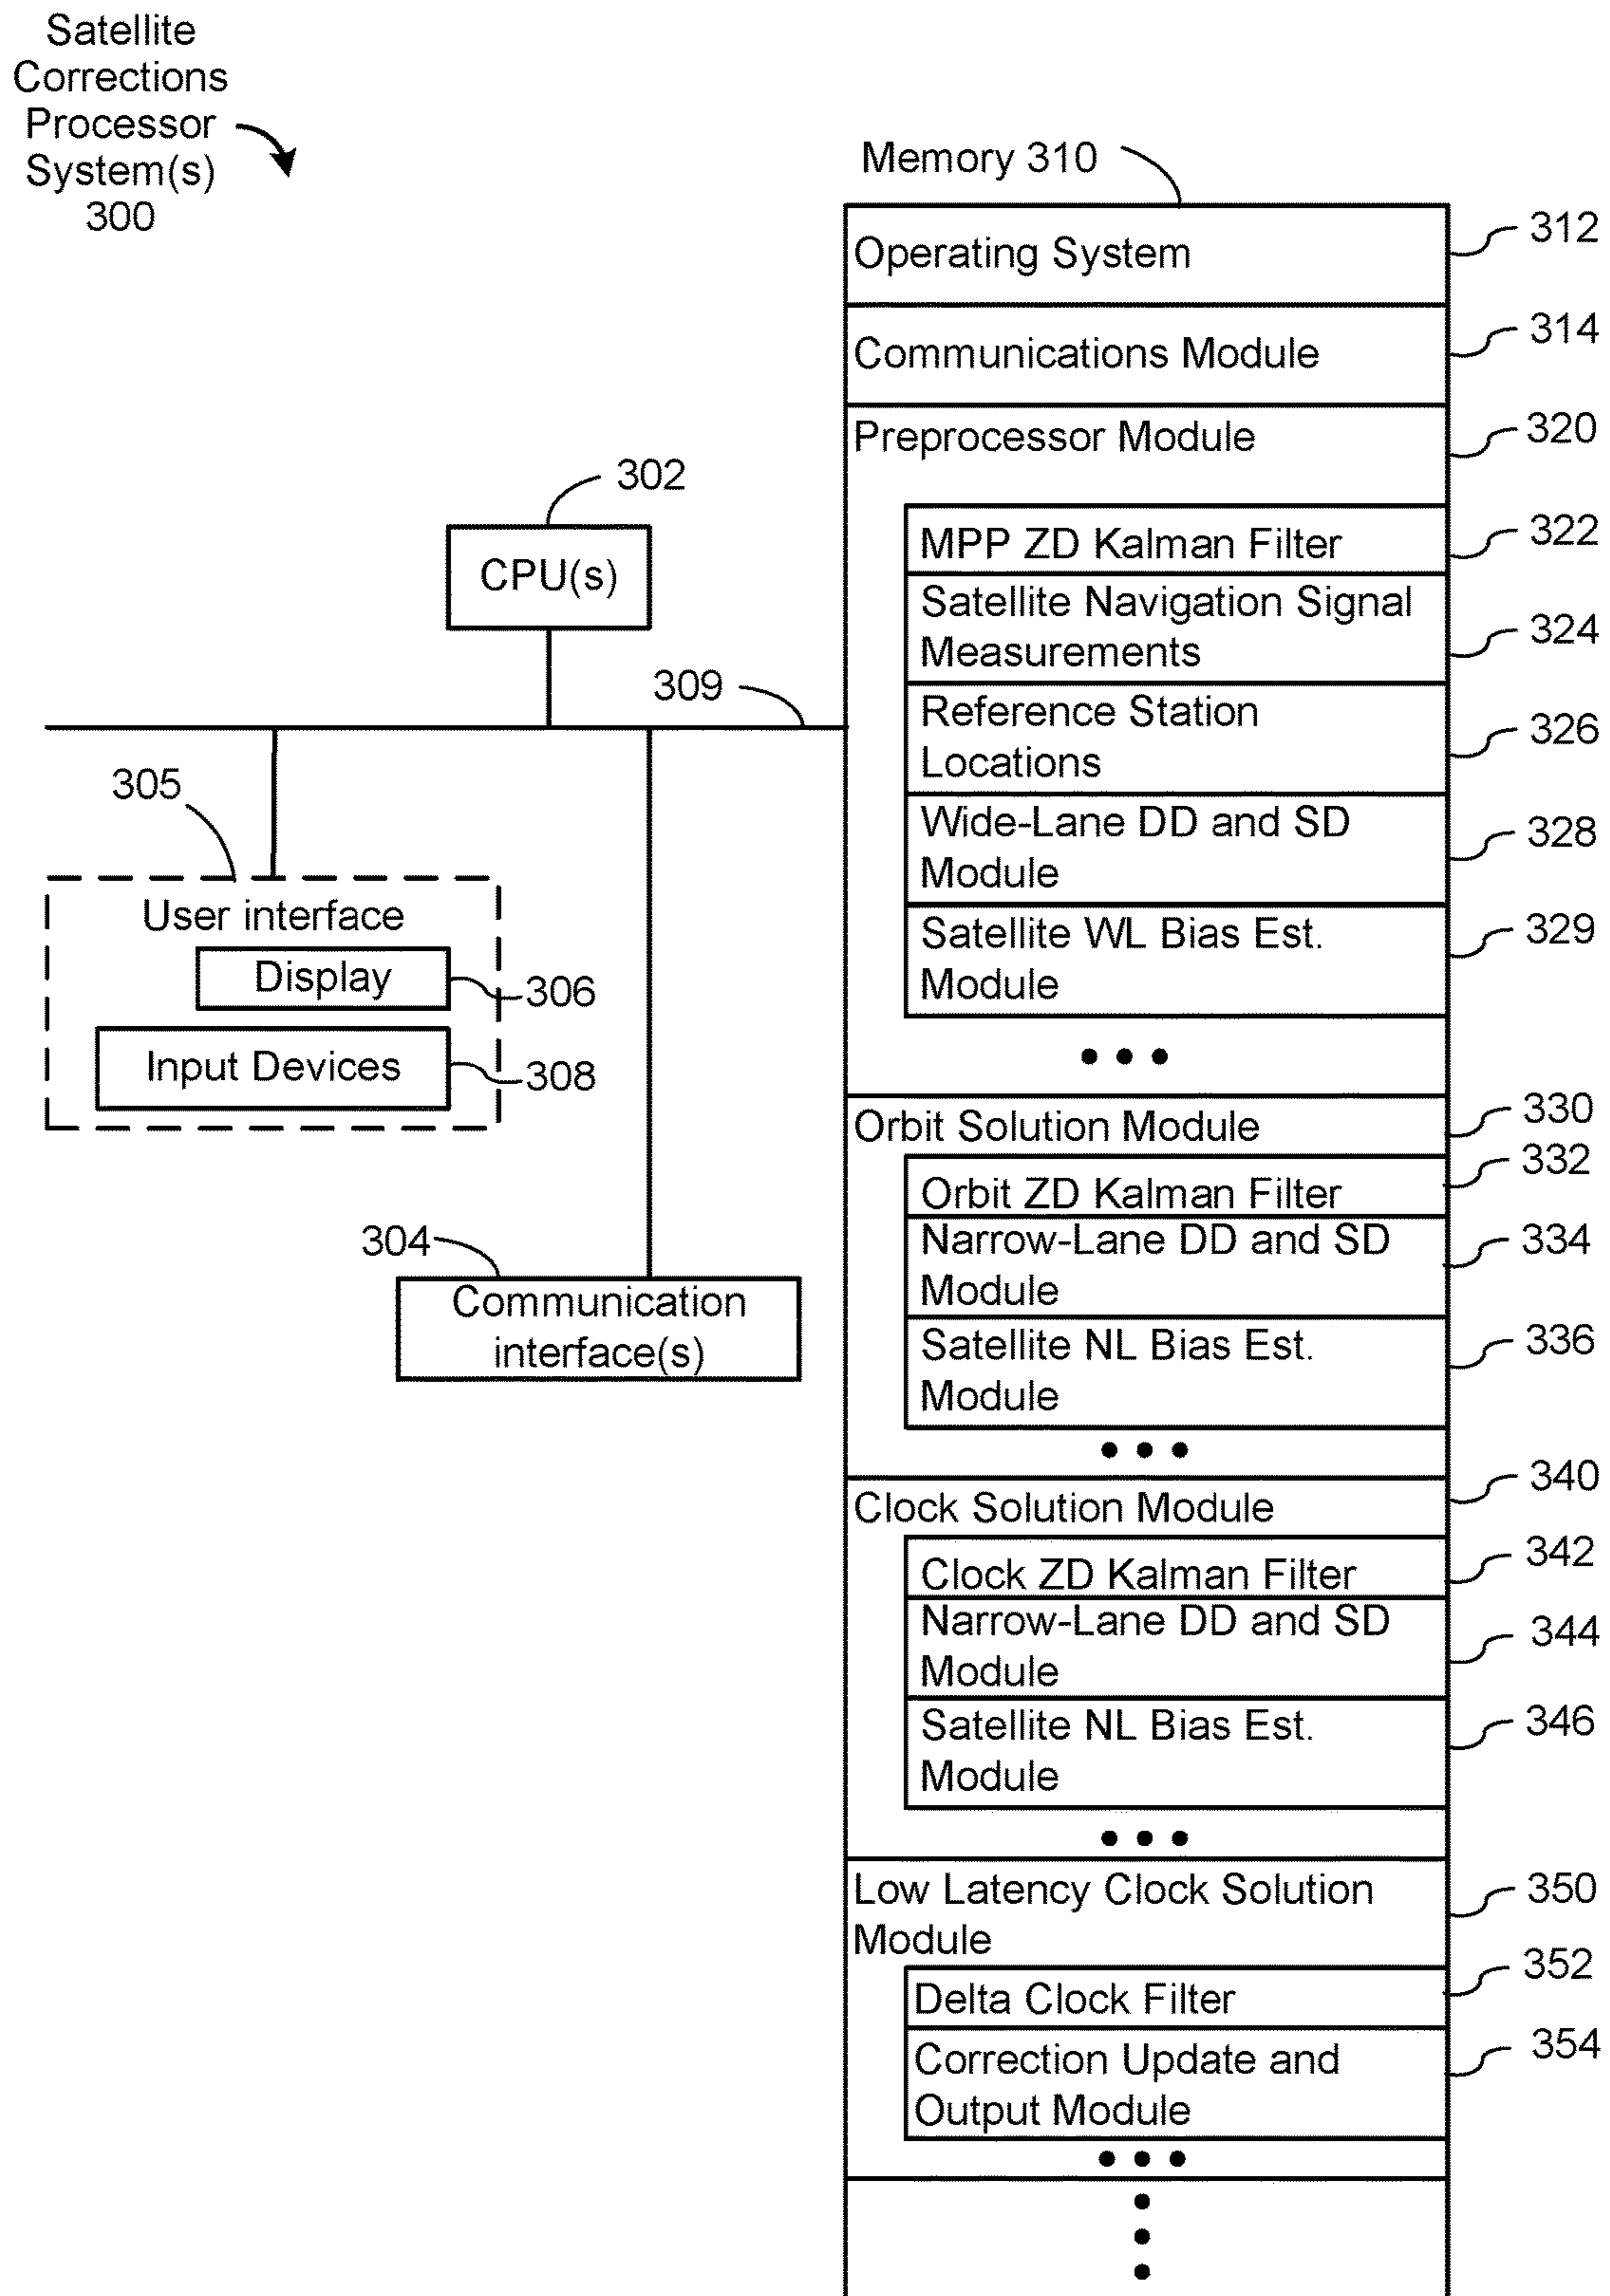 Satellite
Corrections
Processor
System(s)
300
Memory 310
Operating System
312
Communications Module
314
Preprocessor Module
320
MPP ZD Kalman Filter
322
Satellite Navigation Signal
Measurements
324
Reference Station
Locations
326
Wide-Lane DD and SD
Module
328
Satellite WL Bias Est.
Module
329
Orbit Solution Module
330
Orbit ZD Kalman Filter
332
Narrow-Lane DD and SD
Module
334
Satellite NL Bias Est.
Module
336
Clock Solution Module
340
Clock ZD Kalman Filter
342
Narrow-Lane DD and SD
Module
344
Satellite NL Bias Est.
Module
346
Low Latency Clock Solution
Module
350
Delta Clock Filter
352
Correction Update and
Output Module
354
302
CPU(s)
309
305
User interface
Display
306
Input Devices
308
304
Communication
interface(s)